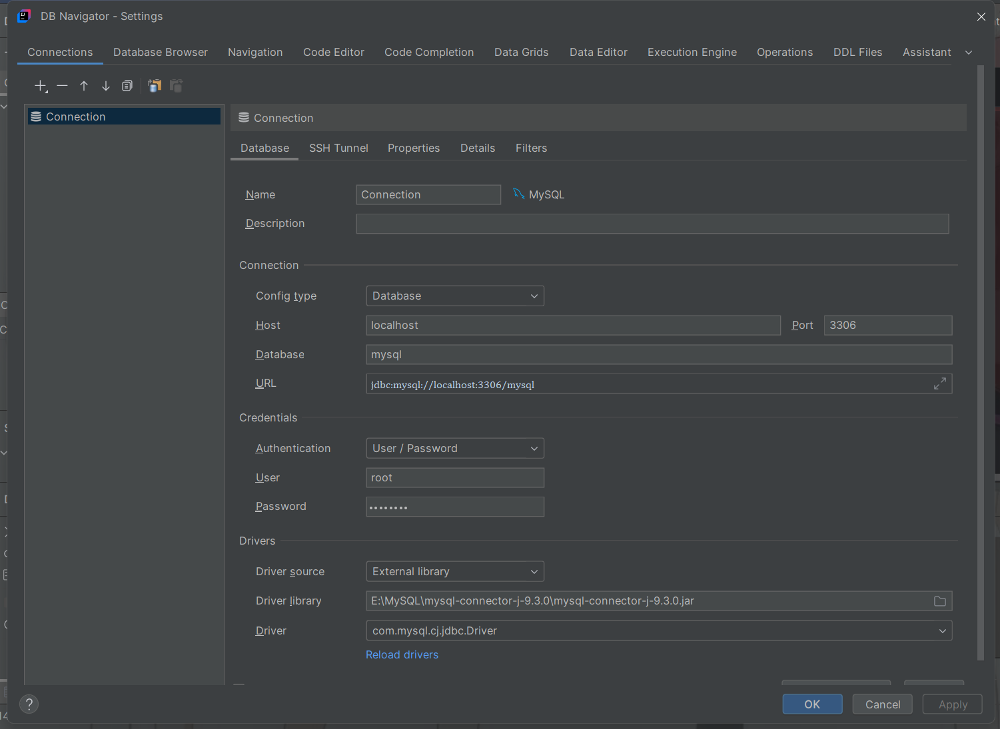 DB Navigator - Settings
Connections Database Browser Navigation Code Editor Code Completion Data Grids Data Editor Execution Engine Operations DDL Files Assistant
Connection
Connection
Database SSH Tunnel Properties Details Filters
Name Connection MySQL
Description
Connection
Config type Database
Host localhost Port 3306
Database mysql
URL jdbc:mysql://localhost:3306/mysql
Credentials
Authentication User / Password
User root
Password ••••••••
Drivers
Driver source External library
Driver library E:\MySQL\mysql-connector-j-9.3.0\mysql-connector-j-9.3.0.jar
Driver com.mysql.cj.jdbc.Driver
Reload drivers
? OK Cancel Apply